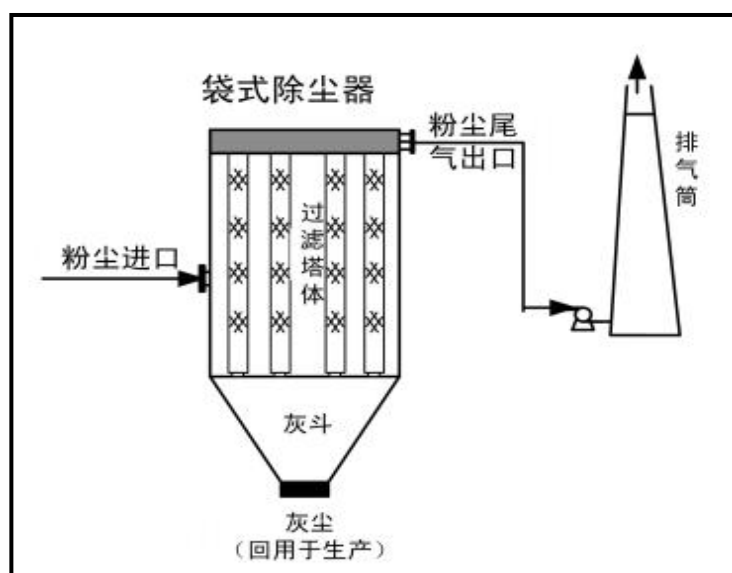 袋式除尘器
粉尘尾
气出口
排气筒
粉尘进口
过滤塔体
灰斗
灰尘
（回用于生产）